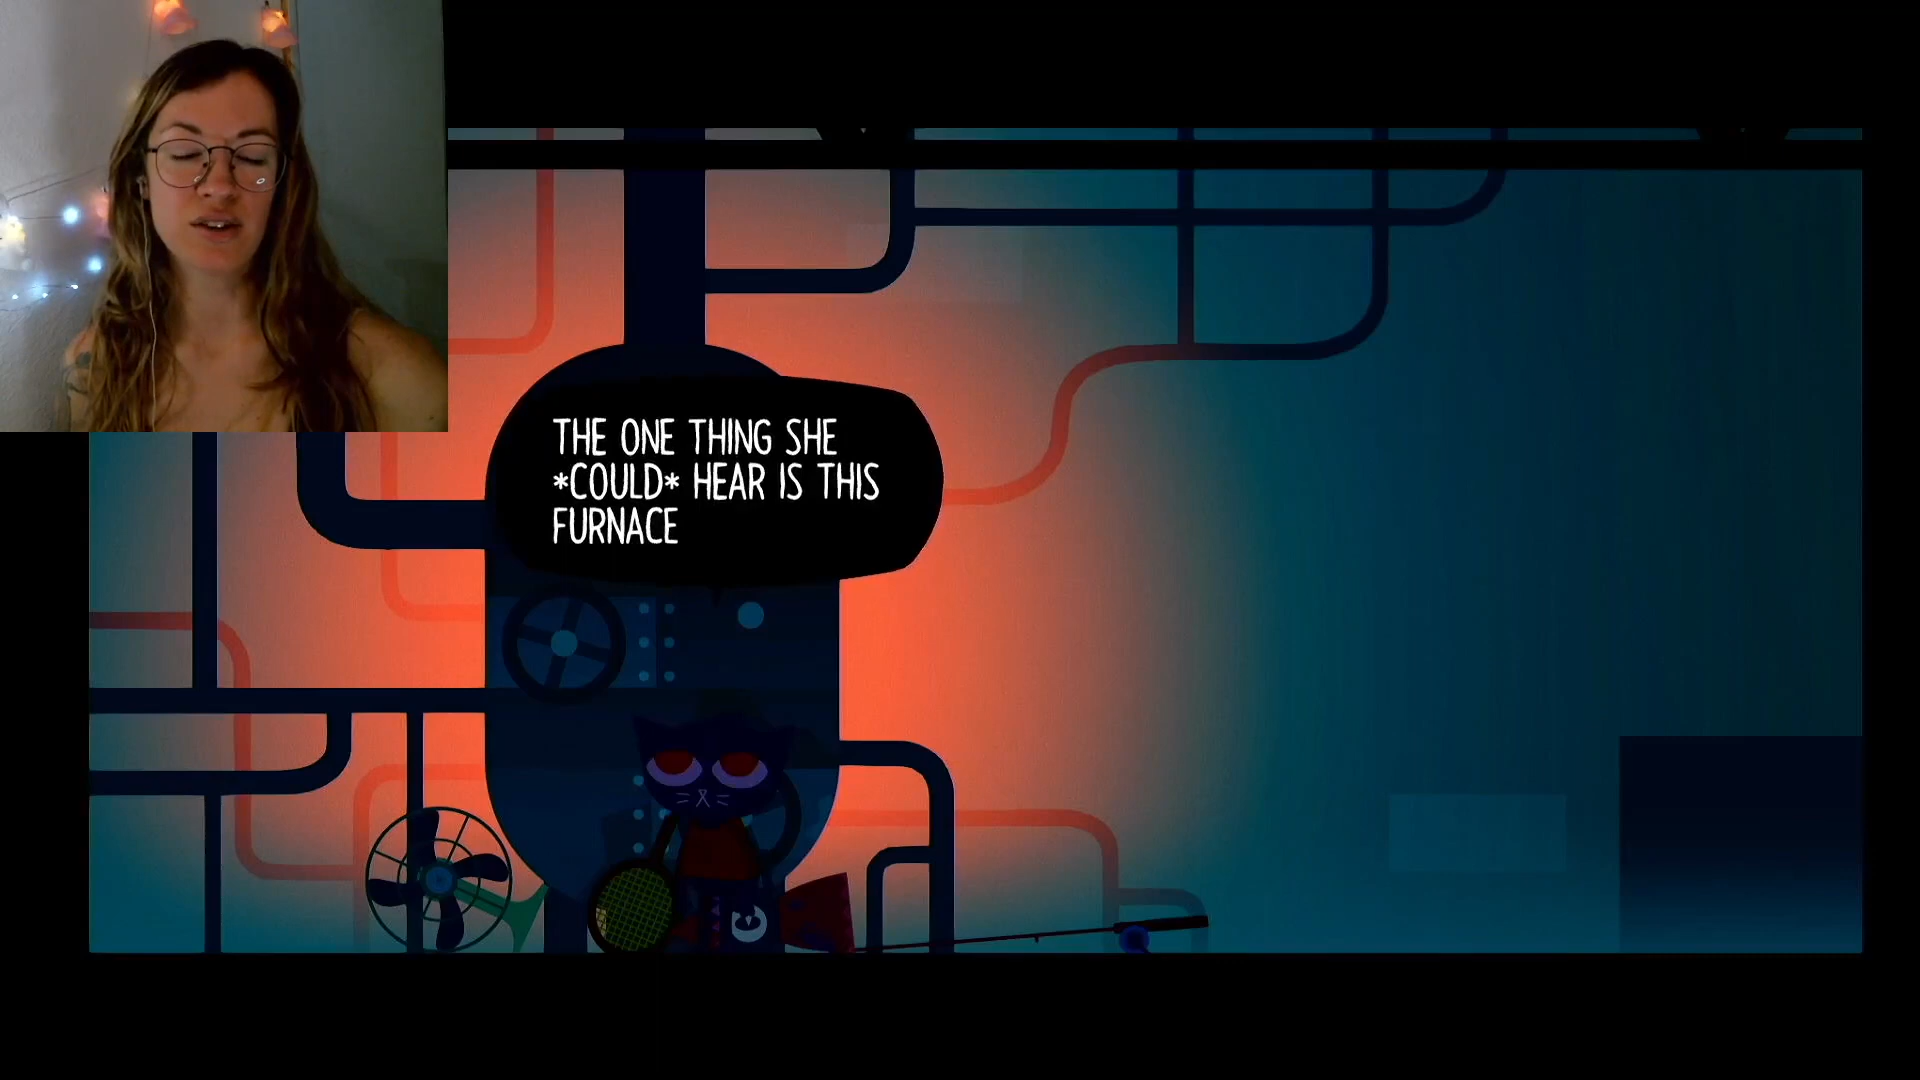 THE ONE THING SHE
*COULD* HEAR IS THIS
FURNACE